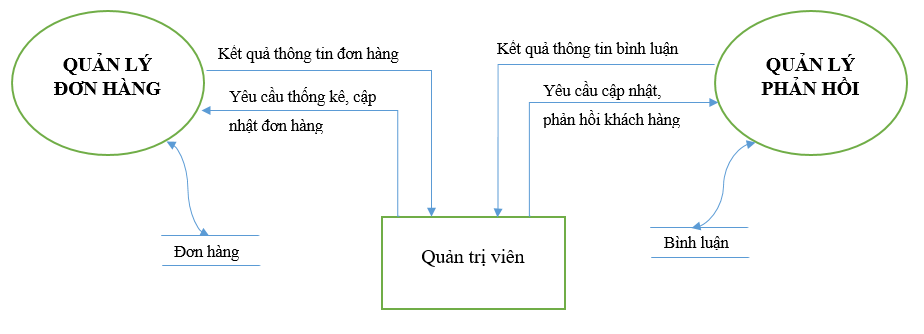 QUẢN LÝ
ĐƠN HÀNG
Kết quả thông tin đơn hàng
Yêu cầu thống kê, cập
nhật đơn hàng
Kết quả thông tin bình luận
Yêu cầu cập nhật,
phản hồi khách hàng
QUẢN LÝ
PHẢN HỒI
Đơn hàng
Quản trị viên
Bình luận